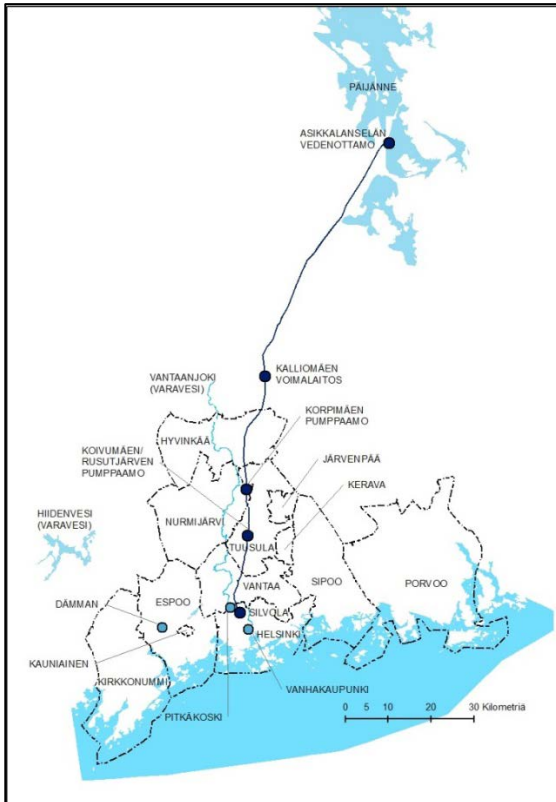 PÄIJÄNNE
ASIKKALANSELÄN
VEDENOTTAMO
KALLIOMÄEN
VOIMALAITOS
VANTAANJOKI
(VARAVESI)
KORPIMÄEN
PUMPPAAMO
HYVINKÄÄ
KOIVUMÄEN/
RUSUTJÄRVEN
PUMPPAAMO
JÄRVENPÄÄ
KERAVA
HIIDENVESI
(VARAVESI)
NURMIJÄRVI
TUUSULA
VANTAA
SIPOO
PORVOO
ESPOO
DÄMMAN
SILVOLA
HELSINKI
KAUNIAINEN
KIRKKONUMMI
VANHAKAUPUNKI
PITKÄKOSKI
0 5 10 20 30 Kilometriä